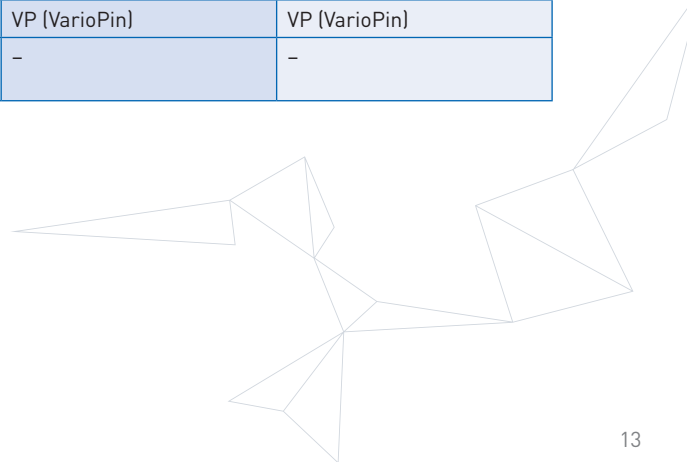 VP (VarioPin) VP (VarioPin)
– –
13